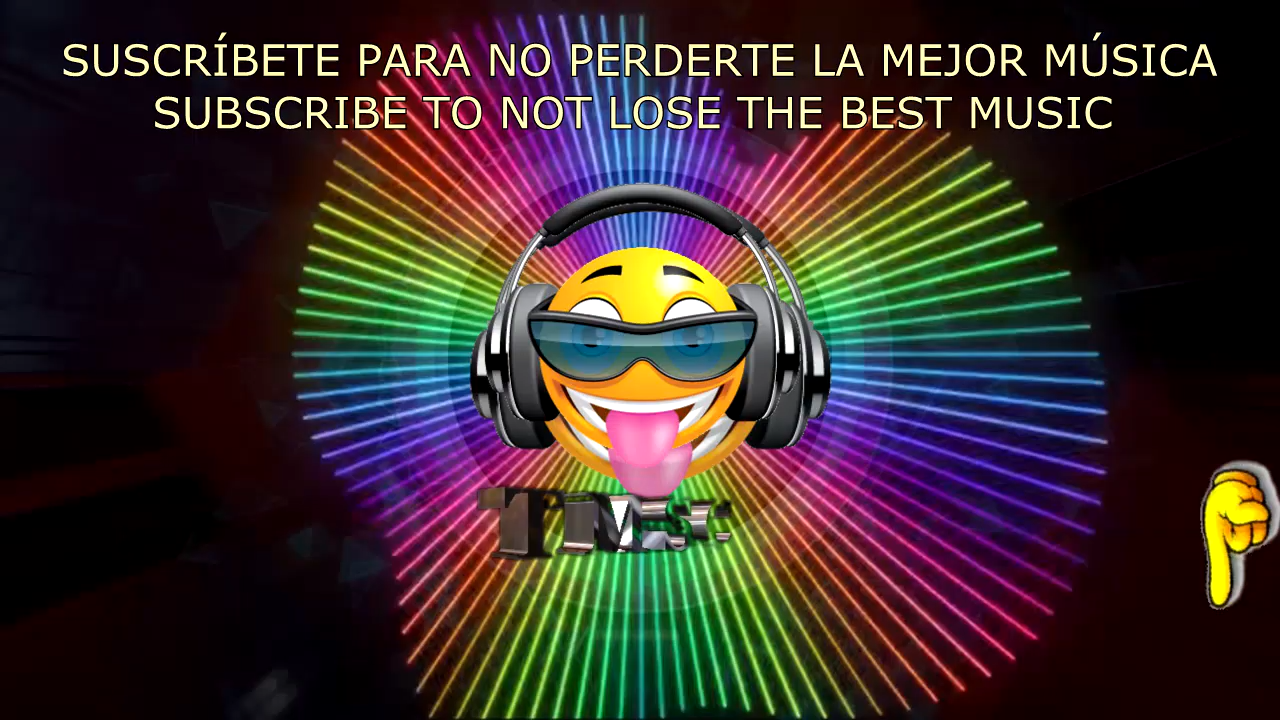 SUSCRÍBETE PARA NO PERDERTE LA MEJOR MÚSICA
SUBSCRIBE TO NOT LOSE THE BEST MUSIC